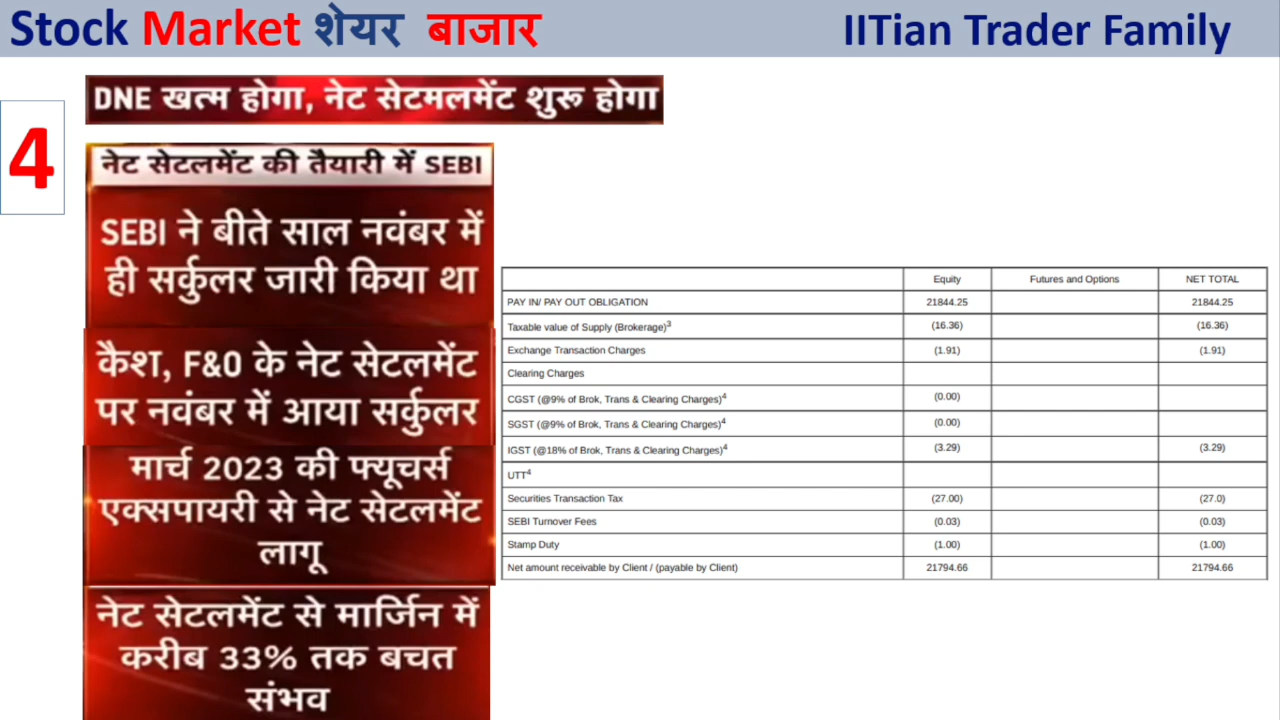 Stock Market शेयर बाजार
IITian Trader Family
4
DNE खत्म होगा, नेट सेटमलमेंट शुरू होगा
नेट सेटलमेंट की तैयारी में SEBI
SEBI ने बीते साल नवंबर में
ही सर्कुलर जारी किया था
कैश, F&O के नेट सेटलमेंट
पर नवंबर में आया सर्कुलर
मार्च 2023 की फ्यूचर्स
एक्सपायरी से नेट सेटलमेंट
लागू
नेट सेटलमेंट से मार्जिन में
करीब 33% तक बचत
संभव
Equity Futures and Options NET TOTAL
PAY IN/ PAY OUT OBLIGATION 21844.25 21844.25
Taxable value of Supply (Brokerage)3 (16.36) (16.36)
Exchange Transaction Charges (1.91) (1.91)
Clearing Charges
CGST (@9% of Brok, Trans & Clearing Charges)4 (0.00)
SGST (@9% of Brok, Trans & Clearing Charges)4 (0.00)
IGST (@18% of Brok, Trans & Clearing Charges)4 (3.29) (3.29)
UTT4
Securities Transaction Tax (27.00) (27.0)
SEBI Turnover Fees (0.03) (0.03)
Stamp Duty (1.00) (1.00)
Net amount receivable by Client / (payable by Client) 21794.66 21794.66